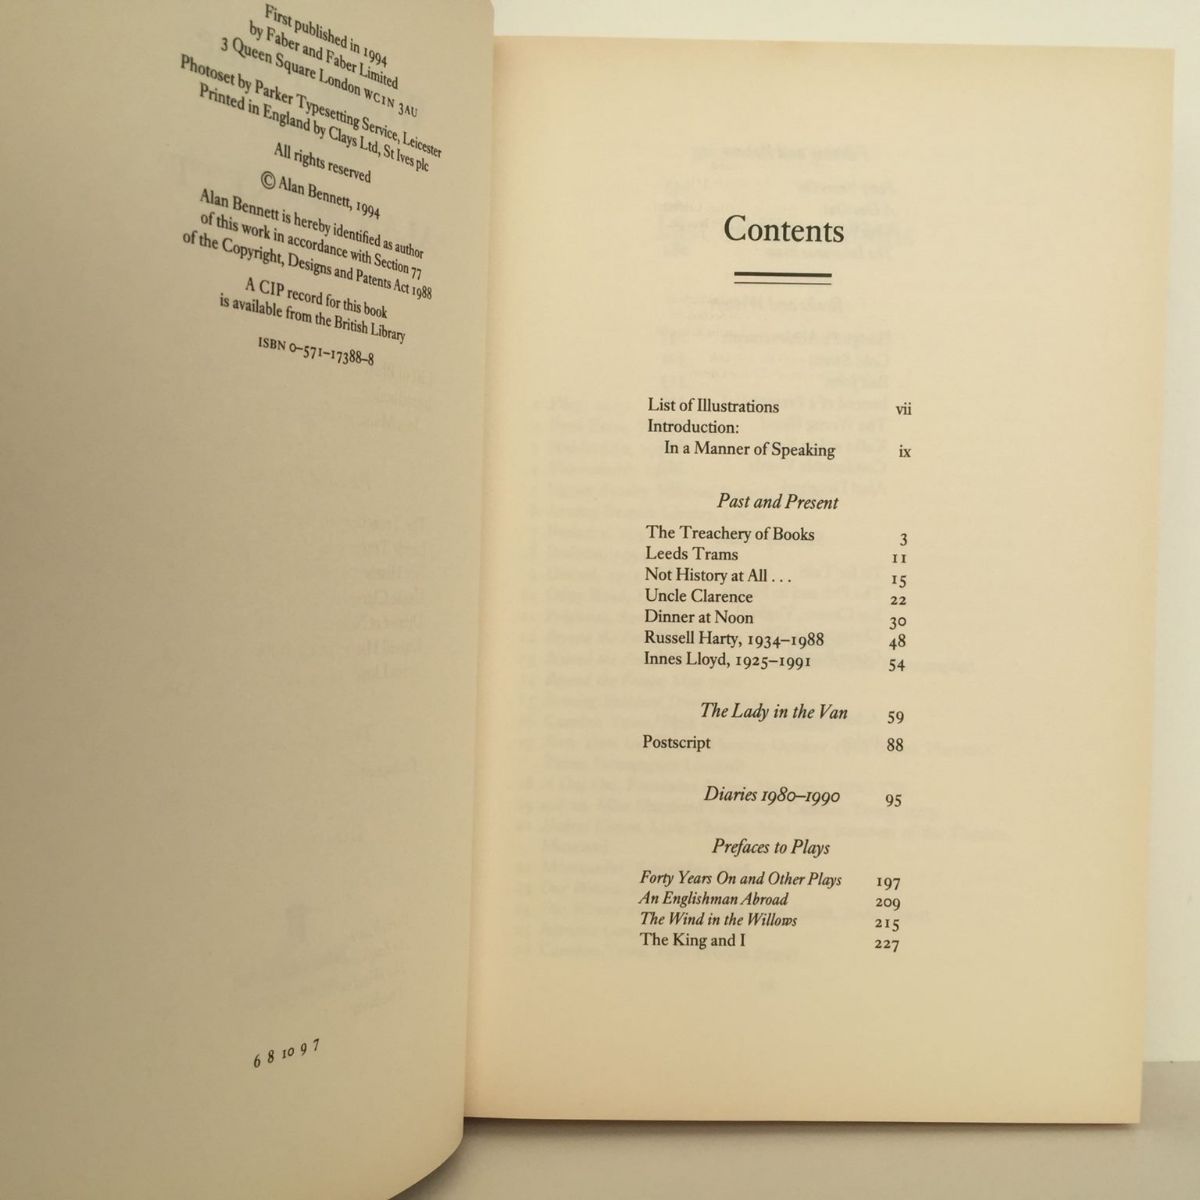 First published in 1994
by Faber and Faber Limited
3 Queen Square London WC1N 3AU
Photoset by Parker Typesetting Service, Leicester
Printed in England by Clays Ltd, St Ives plc
All rights reserved
© Alan Bennett, 1994
Alan Bennett is hereby identified as author
of this work in accordance with Section 77
of the Copyright, Designs and Patents Act 1988
A CIP record for this book
is available from the British Library
ISBN 0–571–17388–8
6 8 10 9 7
Contents
List of Illustrations vii
Introduction:
In a Manner of Speaking ix
Past and Present
The Treachery of Books 3
Leeds Trams 11
Not History at All . . . 15
Uncle Clarence 22
Dinner at Noon 30
Russell Harty, 1934–1988 48
Innes Lloyd, 1925–1991 54
The Lady in the Van 59
Postscript 88
Diaries 1980–1990 95
Prefaces to Plays
Forty Years On and Other Plays 197
An Englishman Abroad 209
The Wind in the Willows 215
The King and I 227